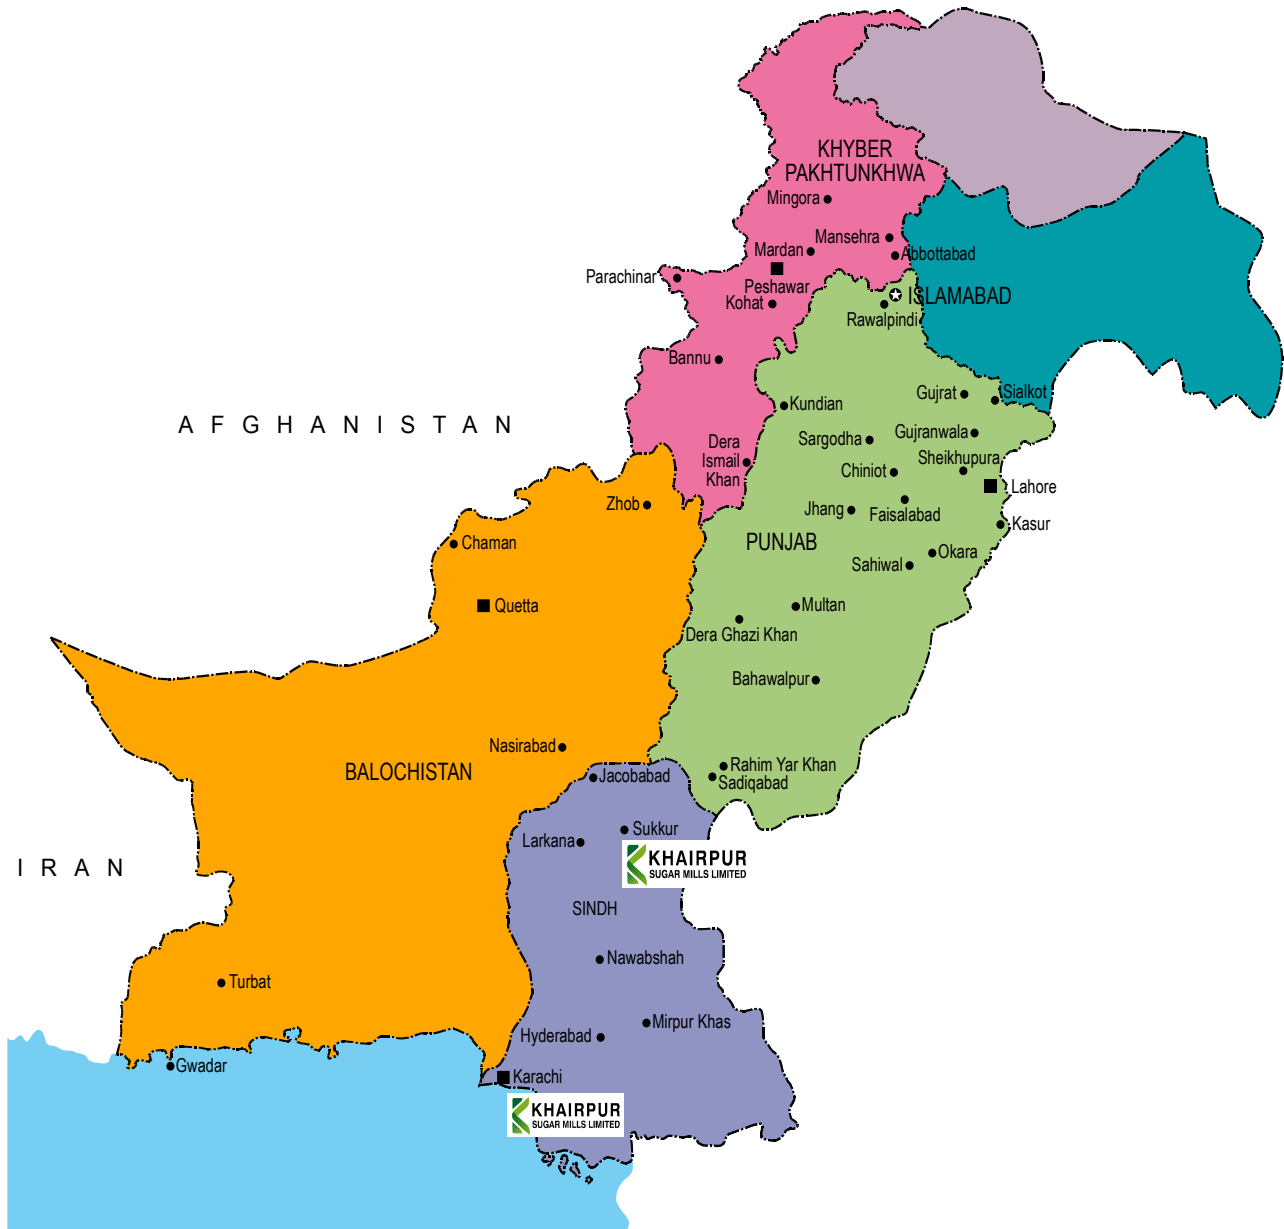 KHYBER
PAKHTUNKHWA
Mingora
Mansehra
Mardan
Abbottabad
Parachinar
Peshawar
Kohat
ISLAMABAD
Rawalpindi
Bannu
Gujrat
Sialkot
Kundian
AFGHANISTAN
Sargodha
Gujranwala
Dera
Ismail
Khan
Sheikhupura
Chiniot
Lahore
Zhob
Jhang
Faisalabad
Kasur
Chaman
PUNJAB
Okara
Sahiwal
Quetta
Multan
Dera Ghazi Khan
Bahawalpur
Nasirabad
BALOCHISTAN
Rahim Yar Khan
Jacobabad
Sadiqabad
Sukkur
Larkana
KHAIRPUR
SUGAR MILLS LIMITED
IRAN
SINDH
Nawabshah
Turbat
Mirpur Khas
Hyderabad
Gwadar
Karachi
KHAIRPUR
SUGAR MILLS LIMITED